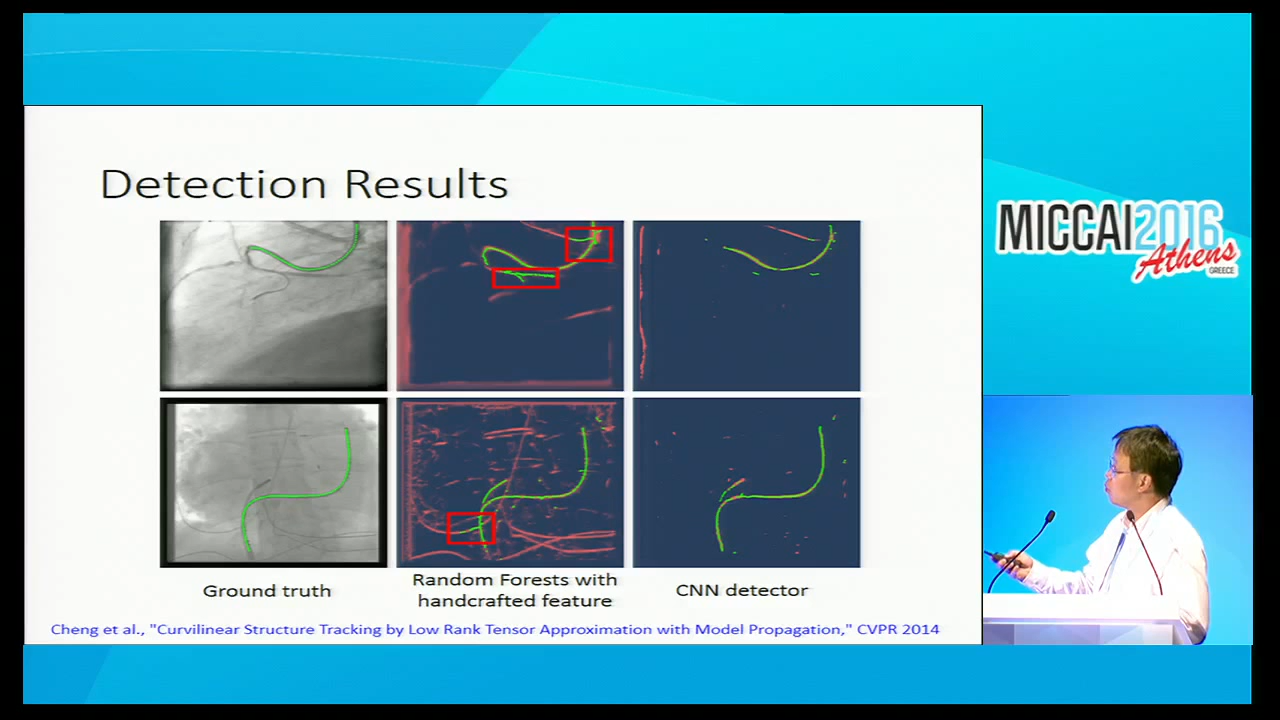 Detection Results
MICCAI2016
Athens
GREECE
Ground truth
Random Forests with
handcrafted feature
CNN detector
Cheng et al., "Curvilinear Structure Tracking by Low Rank Tensor Approximation with Model Propagation," CVPR 2014